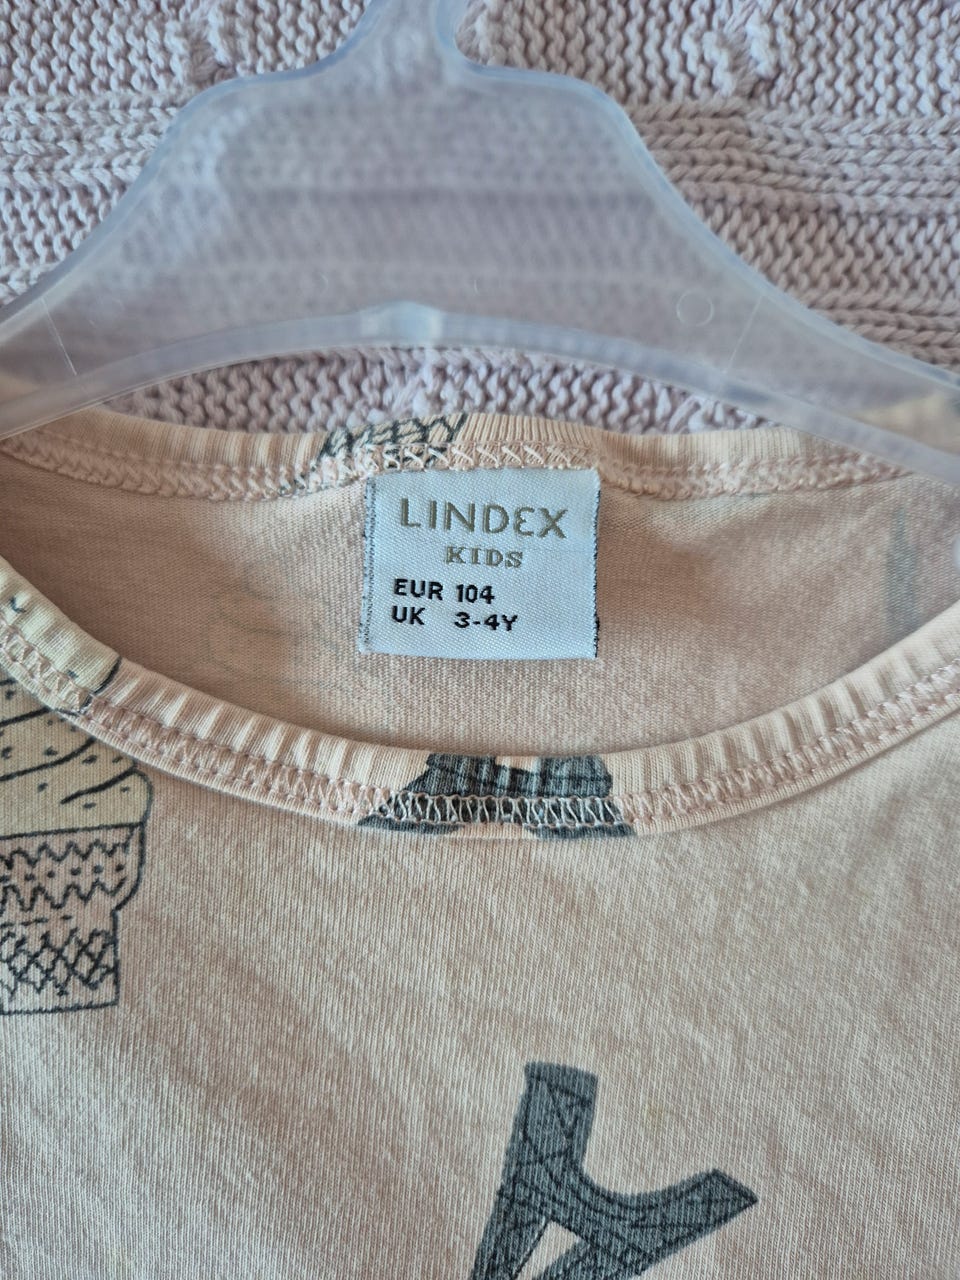 LINDEX
KIDS
EUR 104
UK 3-4Y